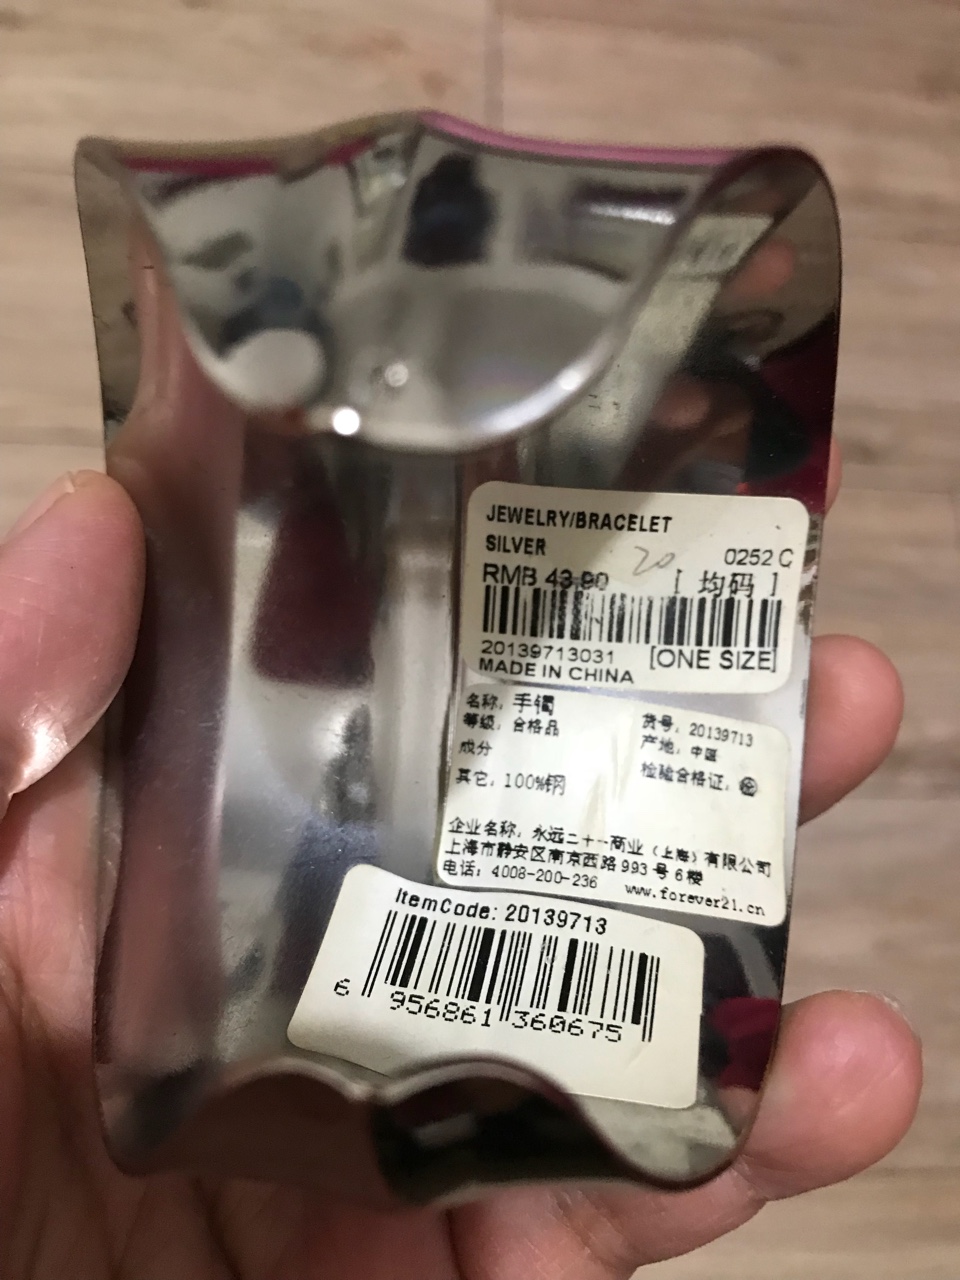 JEWELRY/BRACELET
SILVER 20 0252 C
RMB 43.90 [ 均码 ]
20139713031 [ONE SIZE]
MADE IN CHINA
名称: 手镯 货号: 20139713
等级: 合格品 产地: 中国
成分 检验合格证:
其它: 100%钢
企业名称: 永远二十一商业 (上海) 有限公司
上海市静安区南京西路 993 号 6楼
电话: 4008-200-236 www.forever21.cn
ItemCode: 20139713
6 956861 360675